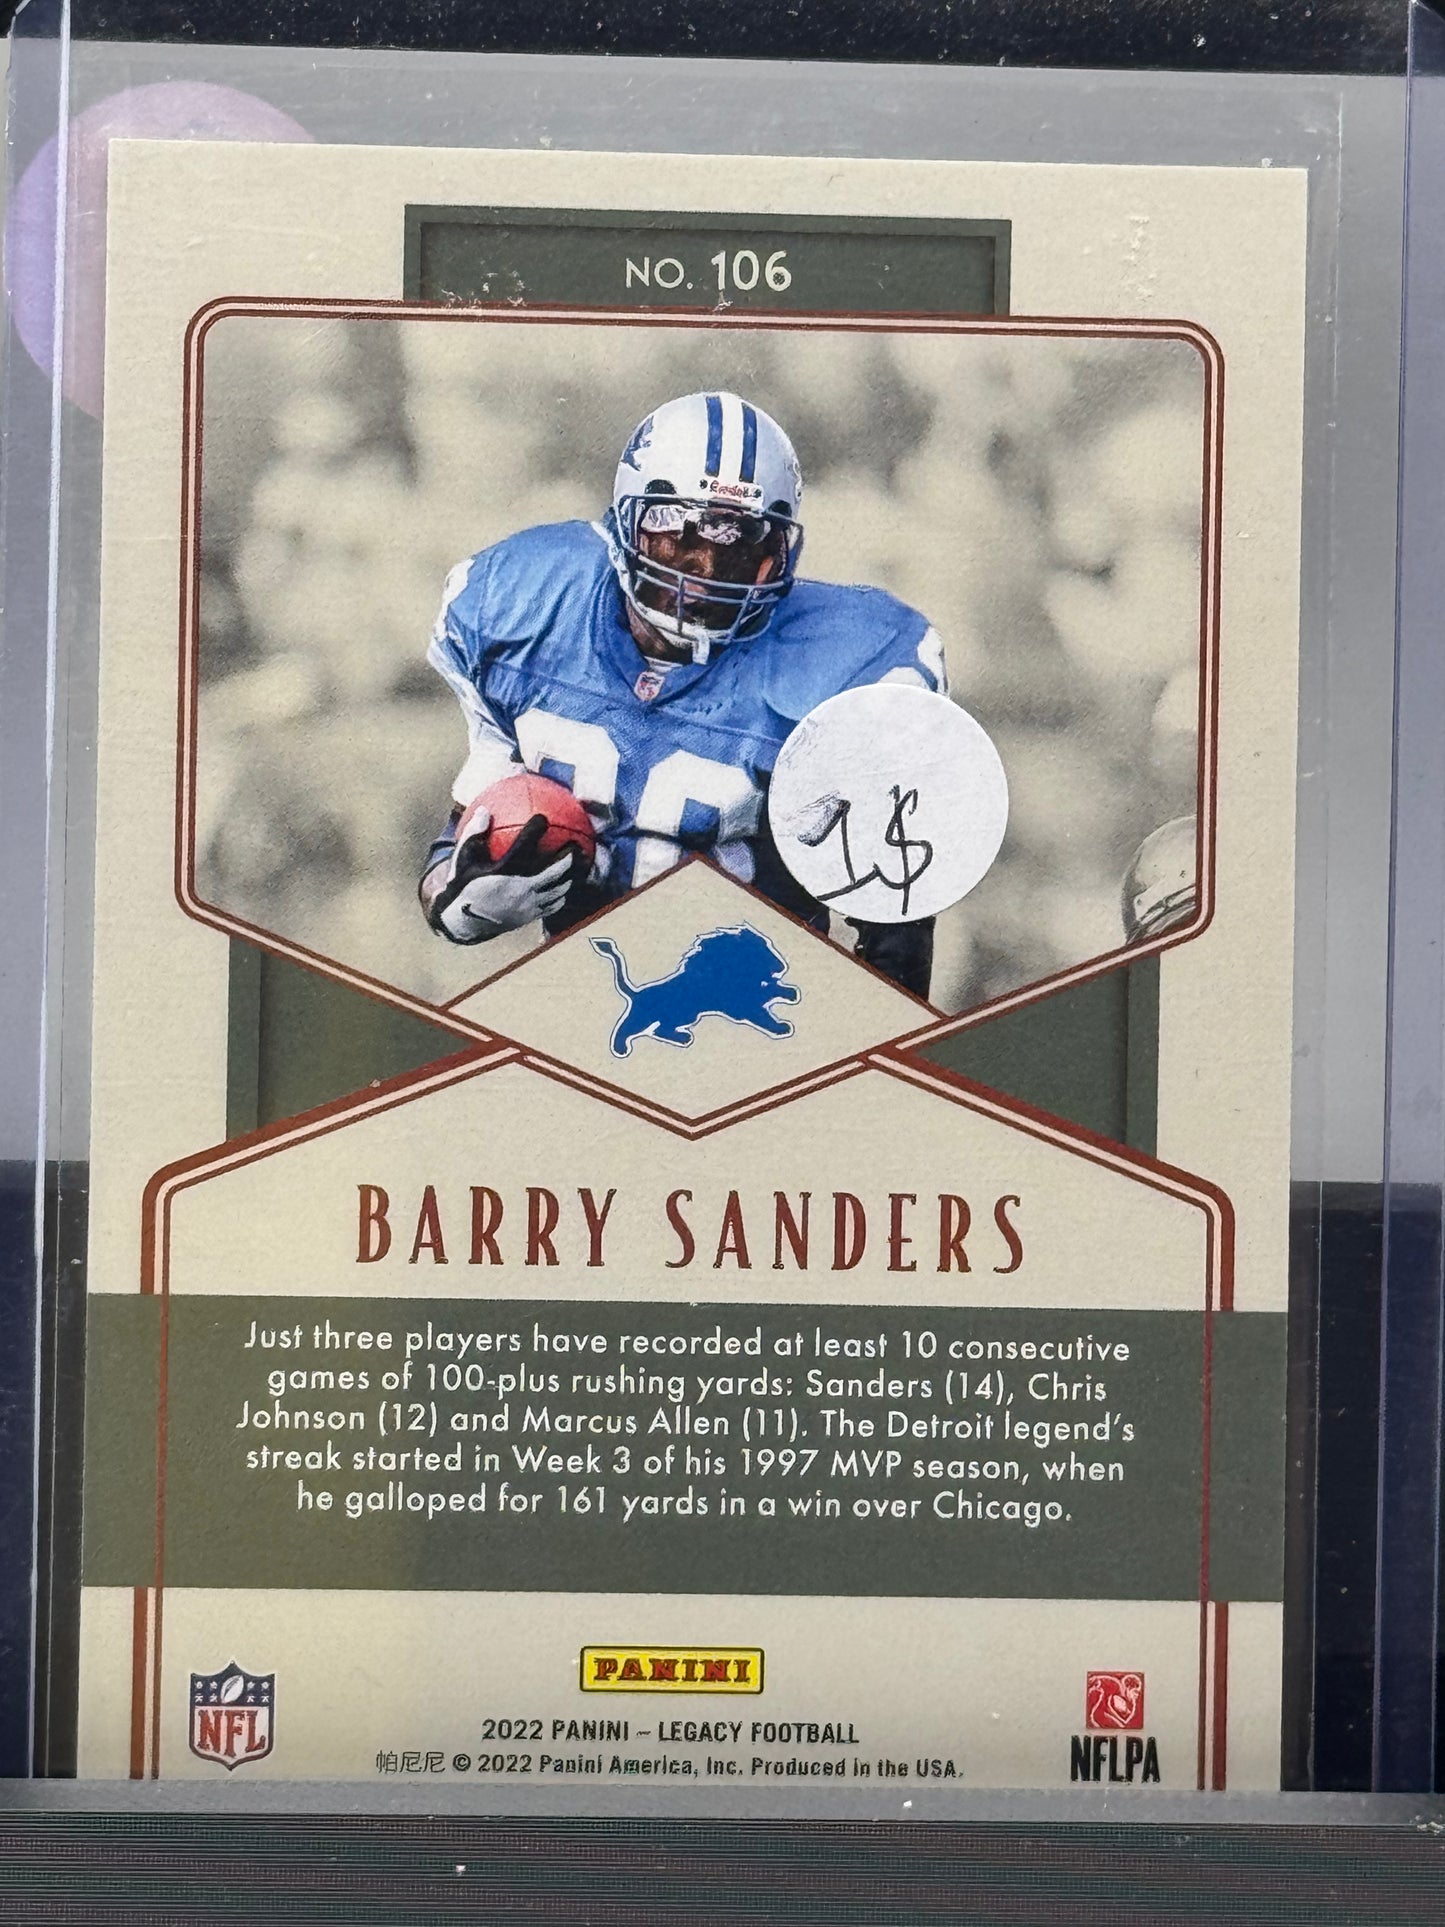 NO. 106
1$
BARRY SANDERS
Just three players have recorded at least 10 consecutive
games of 100-plus rushing yards: Sanders (14), Chris
Johnson (12) and Marcus Allen (11). The Detroit legend's
streak started in Week 3 of his 1997 MVP season, when
he galloped for 161 yards in a win over Chicago.
NFL
PANINI
2022 PANINI – LEGACY FOOTBALL
帕尼尼 © 2022 Panini America, Inc. Produced in the USA.
NFLPA